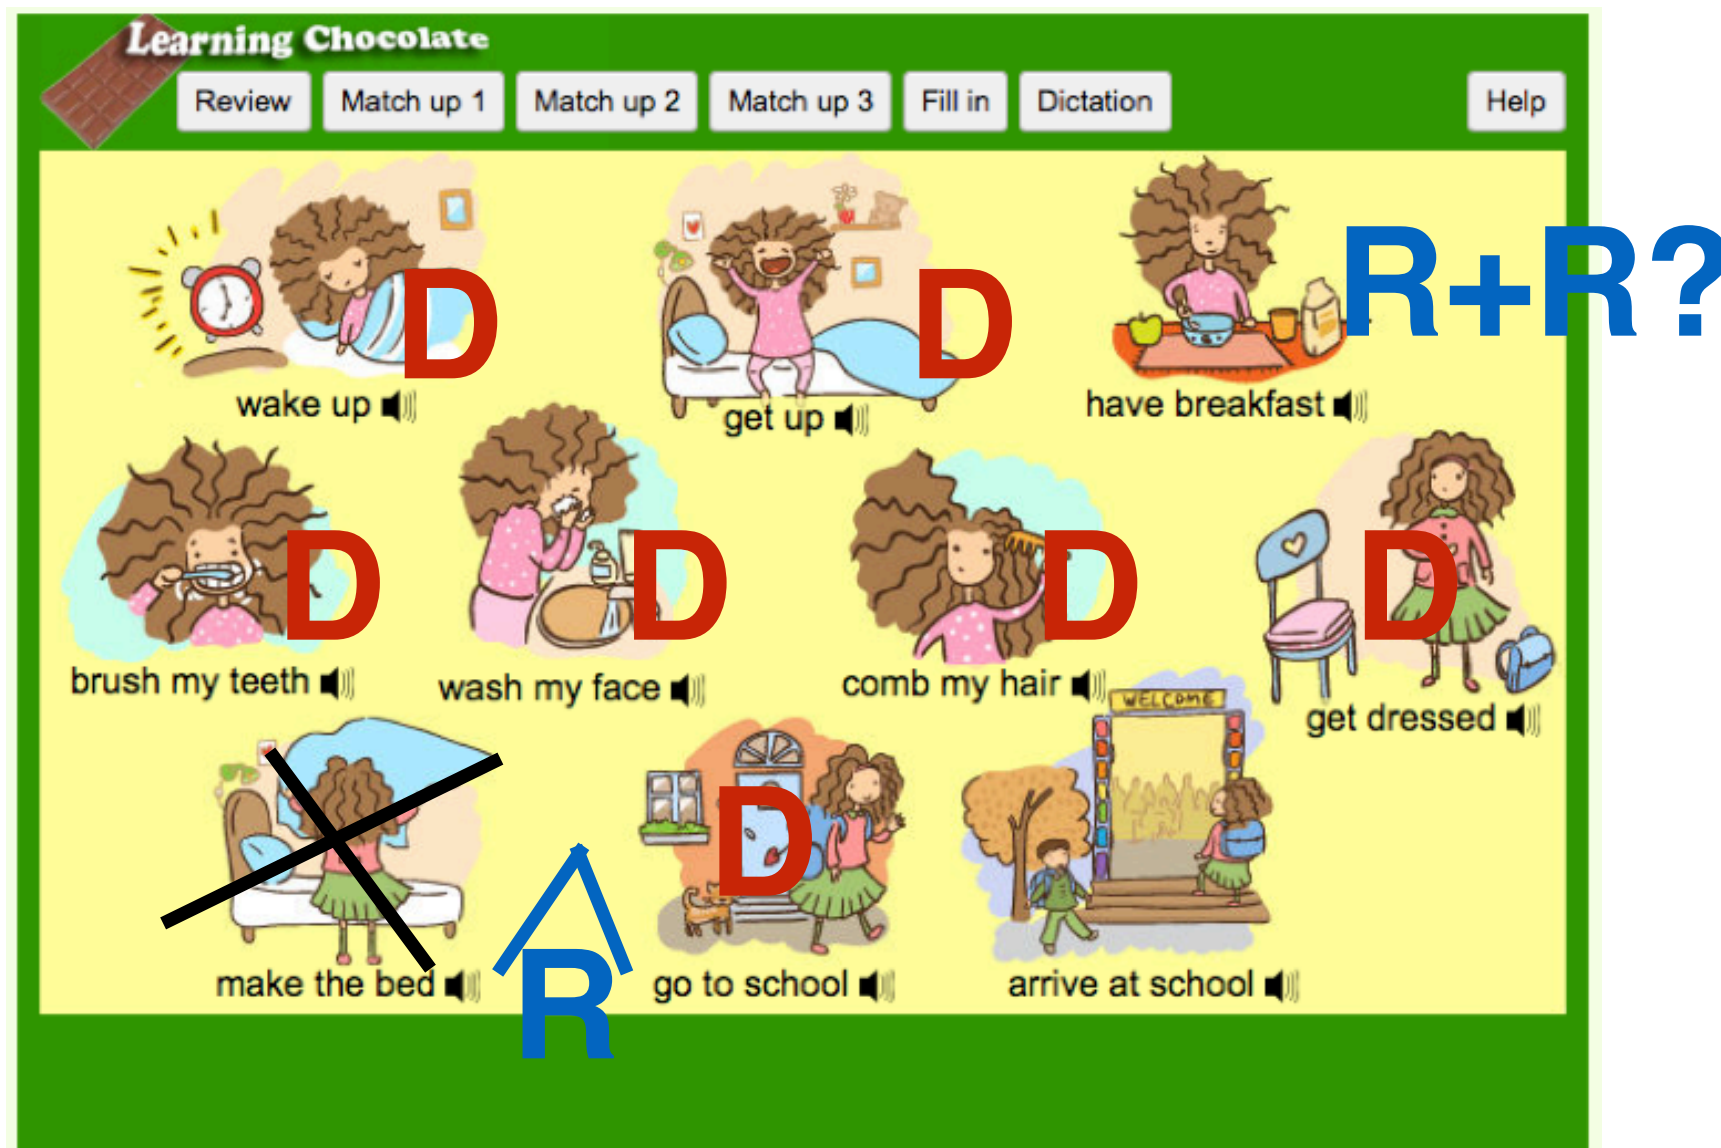 Learning Chocolate
Review Match up 1 Match up 2 Match up 3 Fill in Dictation Help
R+R?
D D
wake up get up have breakfast
D D D D
brush my teeth wash my face comb my hair get dressed
WELCOME
D
R
make the bed go to school arrive at school